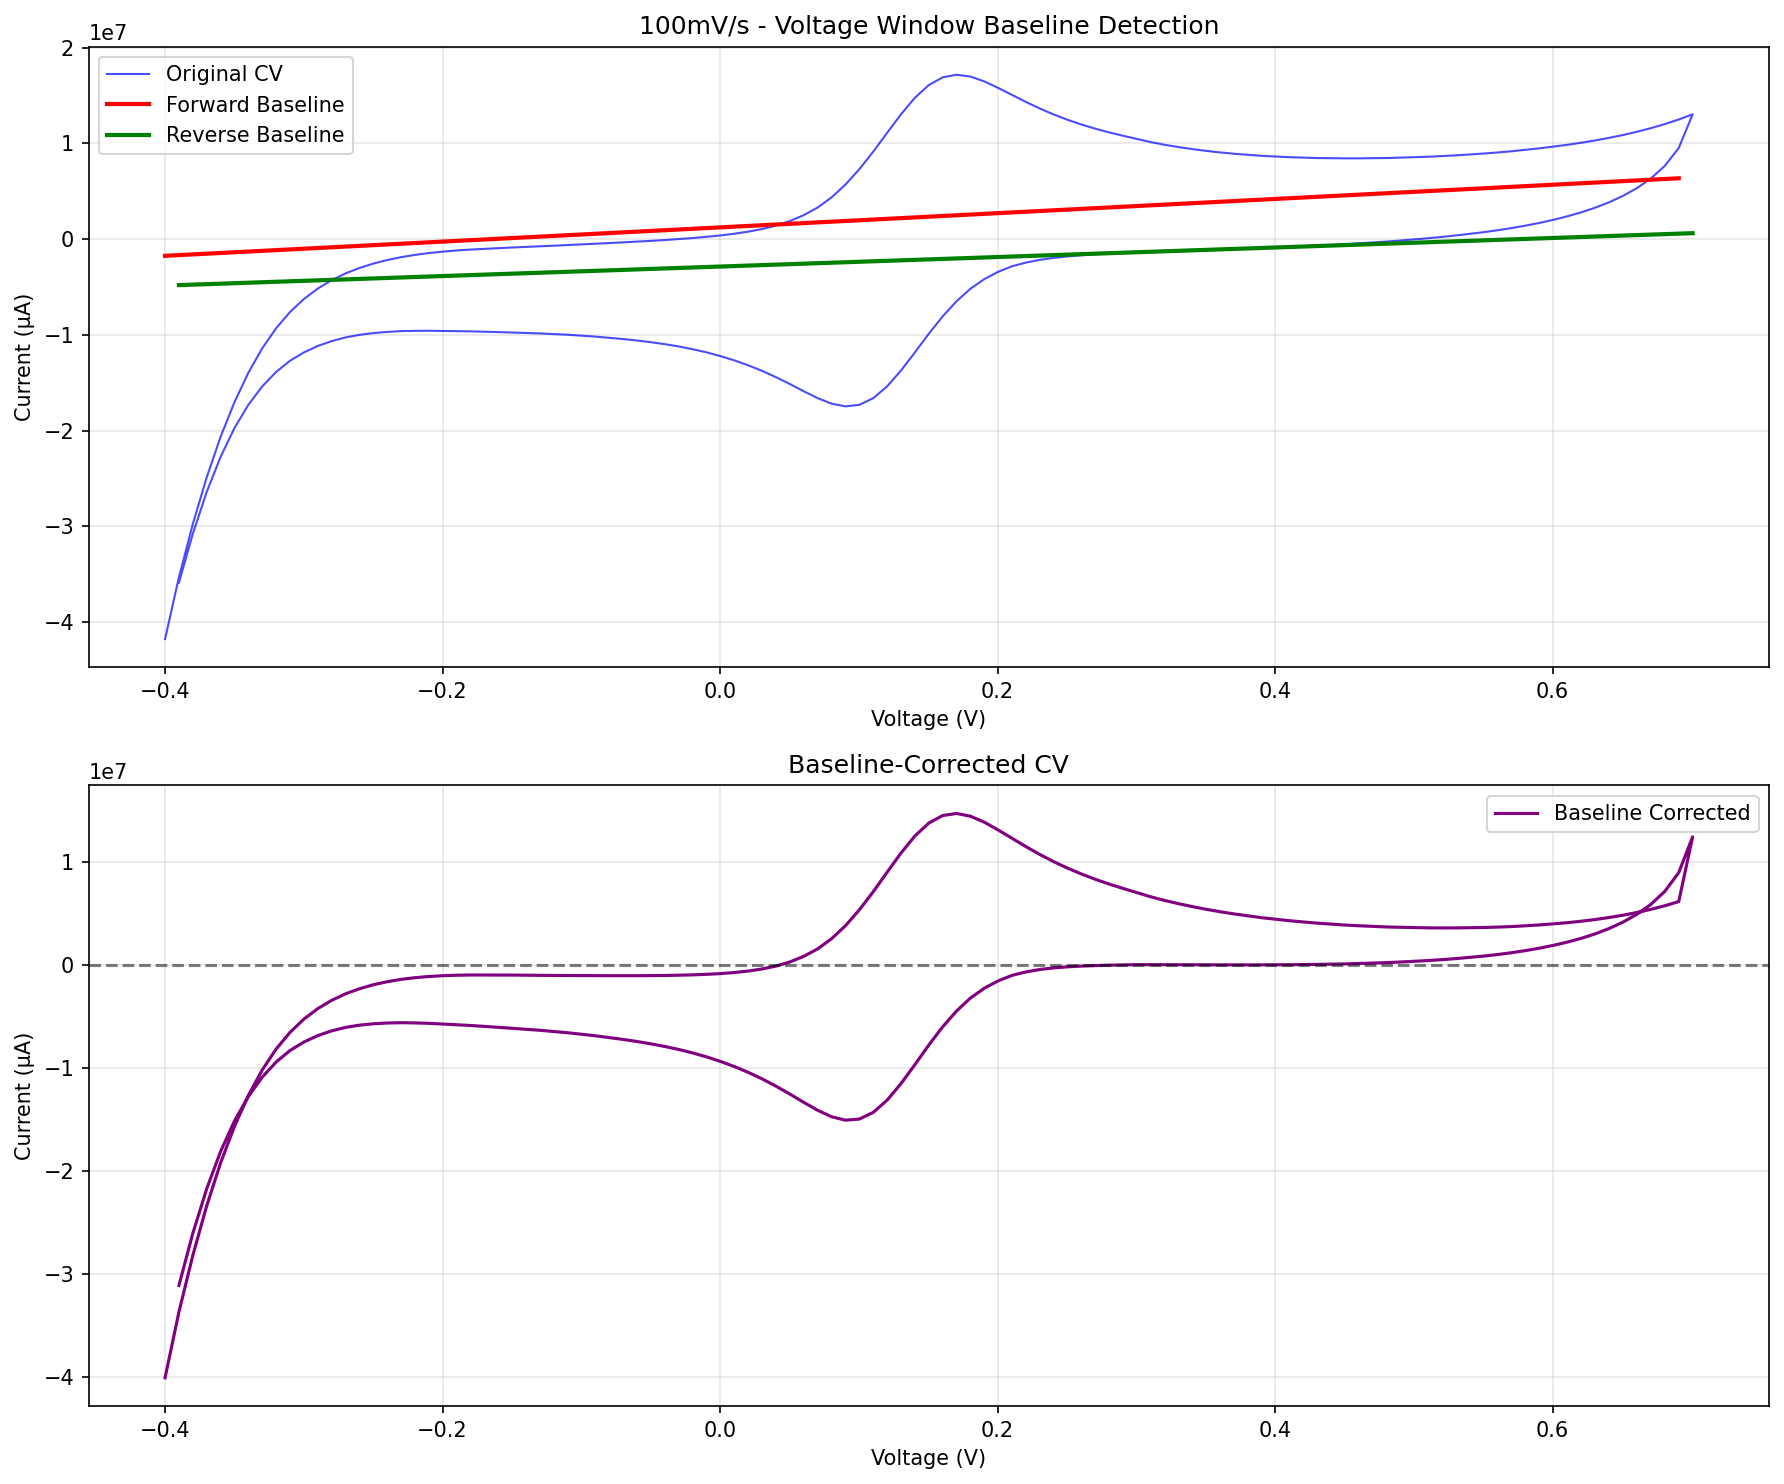 100mV/s - Voltage Window Baseline Detection
1e7
Original CV
Forward Baseline
Reverse Baseline
2
1
0
−1
−2
−3
−4
Current (μA)
−0.4 −0.2 0.0 0.2 0.4 0.6
Voltage (V)
Baseline-Corrected CV
1e7
Baseline Corrected
1
0
−1
−2
−3
−4
Current (μA)
−0.4 −0.2 0.0 0.2 0.4 0.6
Voltage (V)